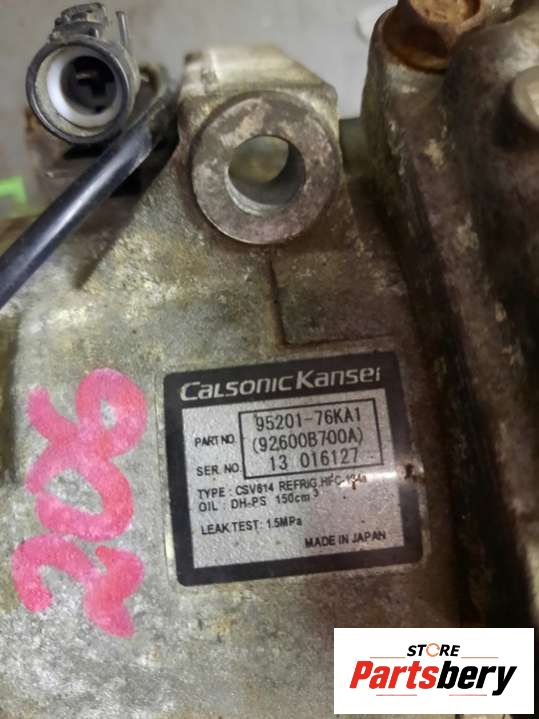 CalsonicKansei
PART NO. 95201-76KA1
(92600B700A)
SER. NO. 13 016127
TYPE : CSV614 REFRIG.HFC-134a
OIL : DH-PS 150cm³
LEAK TEST: 1.5MPa
MADE IN JAPAN
STORE
Partsbery